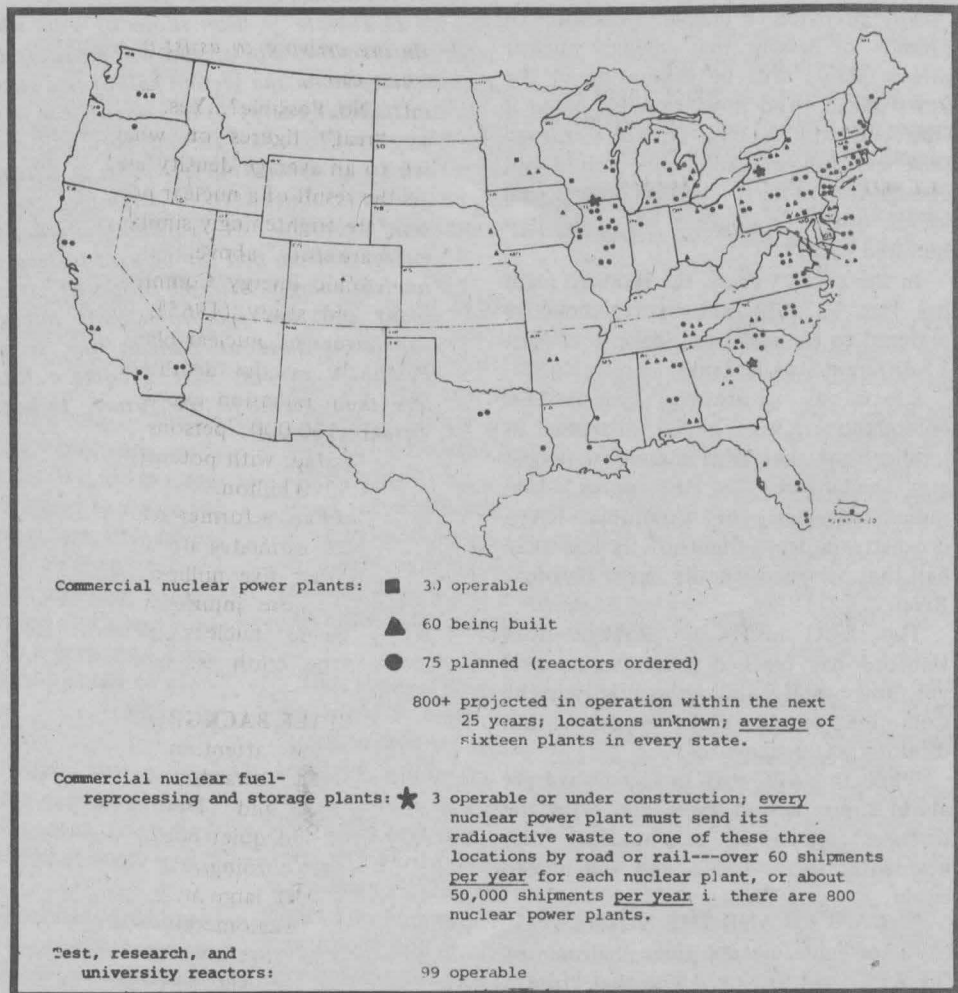 Commercial nuclear power plants: 30 operable
60 being built
75 planned (reactors ordered)
800+ projected in operation within the next
25 years; locations unknown; average of
sixteen plants in every state.
Commercial nuclear fuel-
reprocessing and storage plants: 3 operable or under construction; every
nuclear power plant must send its
radioactive waste to one of these three
locations by road or rail---over 60 shipments
per year for each nuclear plant, or about
50,000 shipments per year i. there are 800
nuclear power plants.
Test, research, and
university reactors: 99 operable